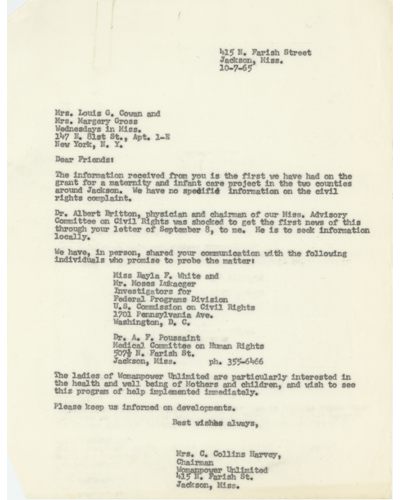 415 N. Farish Street
Jackson, Miss.
10-7-65
Mrs. Louis G. Cowan and
Mrs. Margery Gross
Wednesdays in Miss.
147 N. 81st St., Apt. 1-N
New York, N. Y.
Dear Friends:
The information received from you is the first we have had on the
grant for a maternity and infant care project in the two counties
around Jackson. We have no specific information on the civil
rights complaint.
Dr. Albert Britton, physician and chairman of our Miss. Advisory
Committee on Civil Rights was shocked to get the first news of this
through your letter of September 8, to me. He is to seek information
locally.
We have, in person, shared your communication with the following
individuals who promise to probe the matter:
Miss Bayla F. White and
Mr. Moses
Investigators for
Federal Programs Division
U.S. Commission on Civil Rights
1701 Pennsylvania Ave.
Washington, D. C.
Dr. A. F. Poussaint
Medical Committee on Human Rights
507½ N. Farish St.
Jackson, Miss. ph. 355-6466
The ladies of Womanpower Unlimited are particularly interested in
the health and well being of Mothers and children, and wish to see
this program of help implemented immediately.
Please keep us informed on developments.
Best wishes always,
Mrs. C. Collins Harvey,
Chairman
Womanpower Unlimited
415 N. Farish St.
Jackson, Miss.